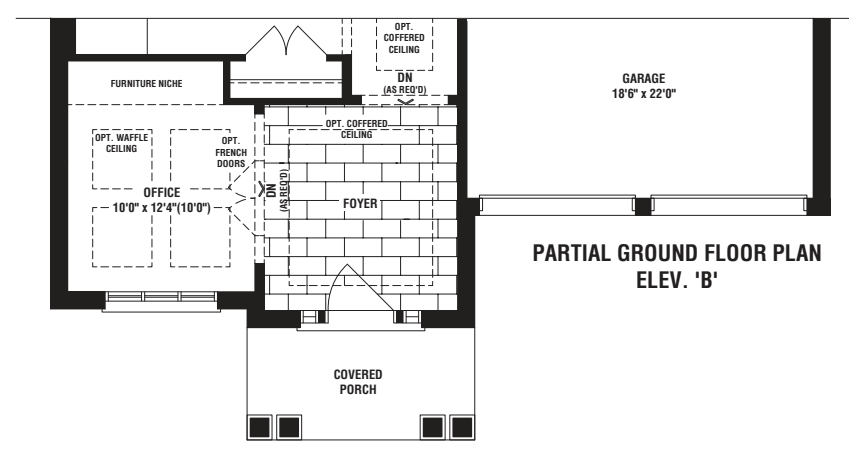 OPT.
COFFERED
CEILING
DN
(AS REQ'D)
FURNITURE NICHE
GARAGE
18'6" x 22'0"
OPT. WAFFLE
CEILING
OPT.
FRENCH
DOORS
OPT. COFFERED
CEILING
DN
(AS REQ'D)
OFFICE
10'0" x 12'4"(10'0")
FOYER
PARTIAL GROUND FLOOR PLAN
ELEV. 'B'
COVERED
PORCH